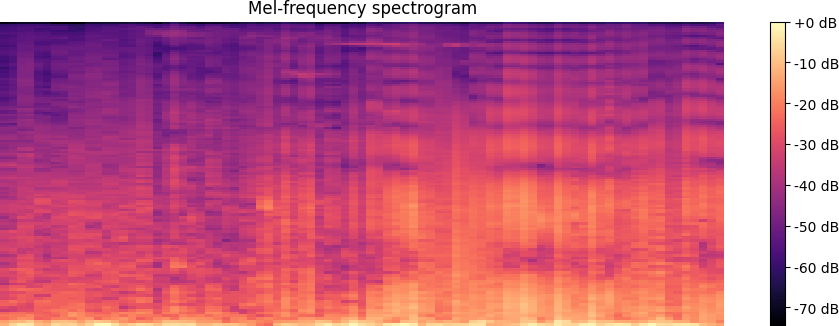 Mel-frequency spectrogram
+0 dB
-10 dB
-20 dB
-30 dB
-40 dB
-50 dB
-60 dB
-70 dB